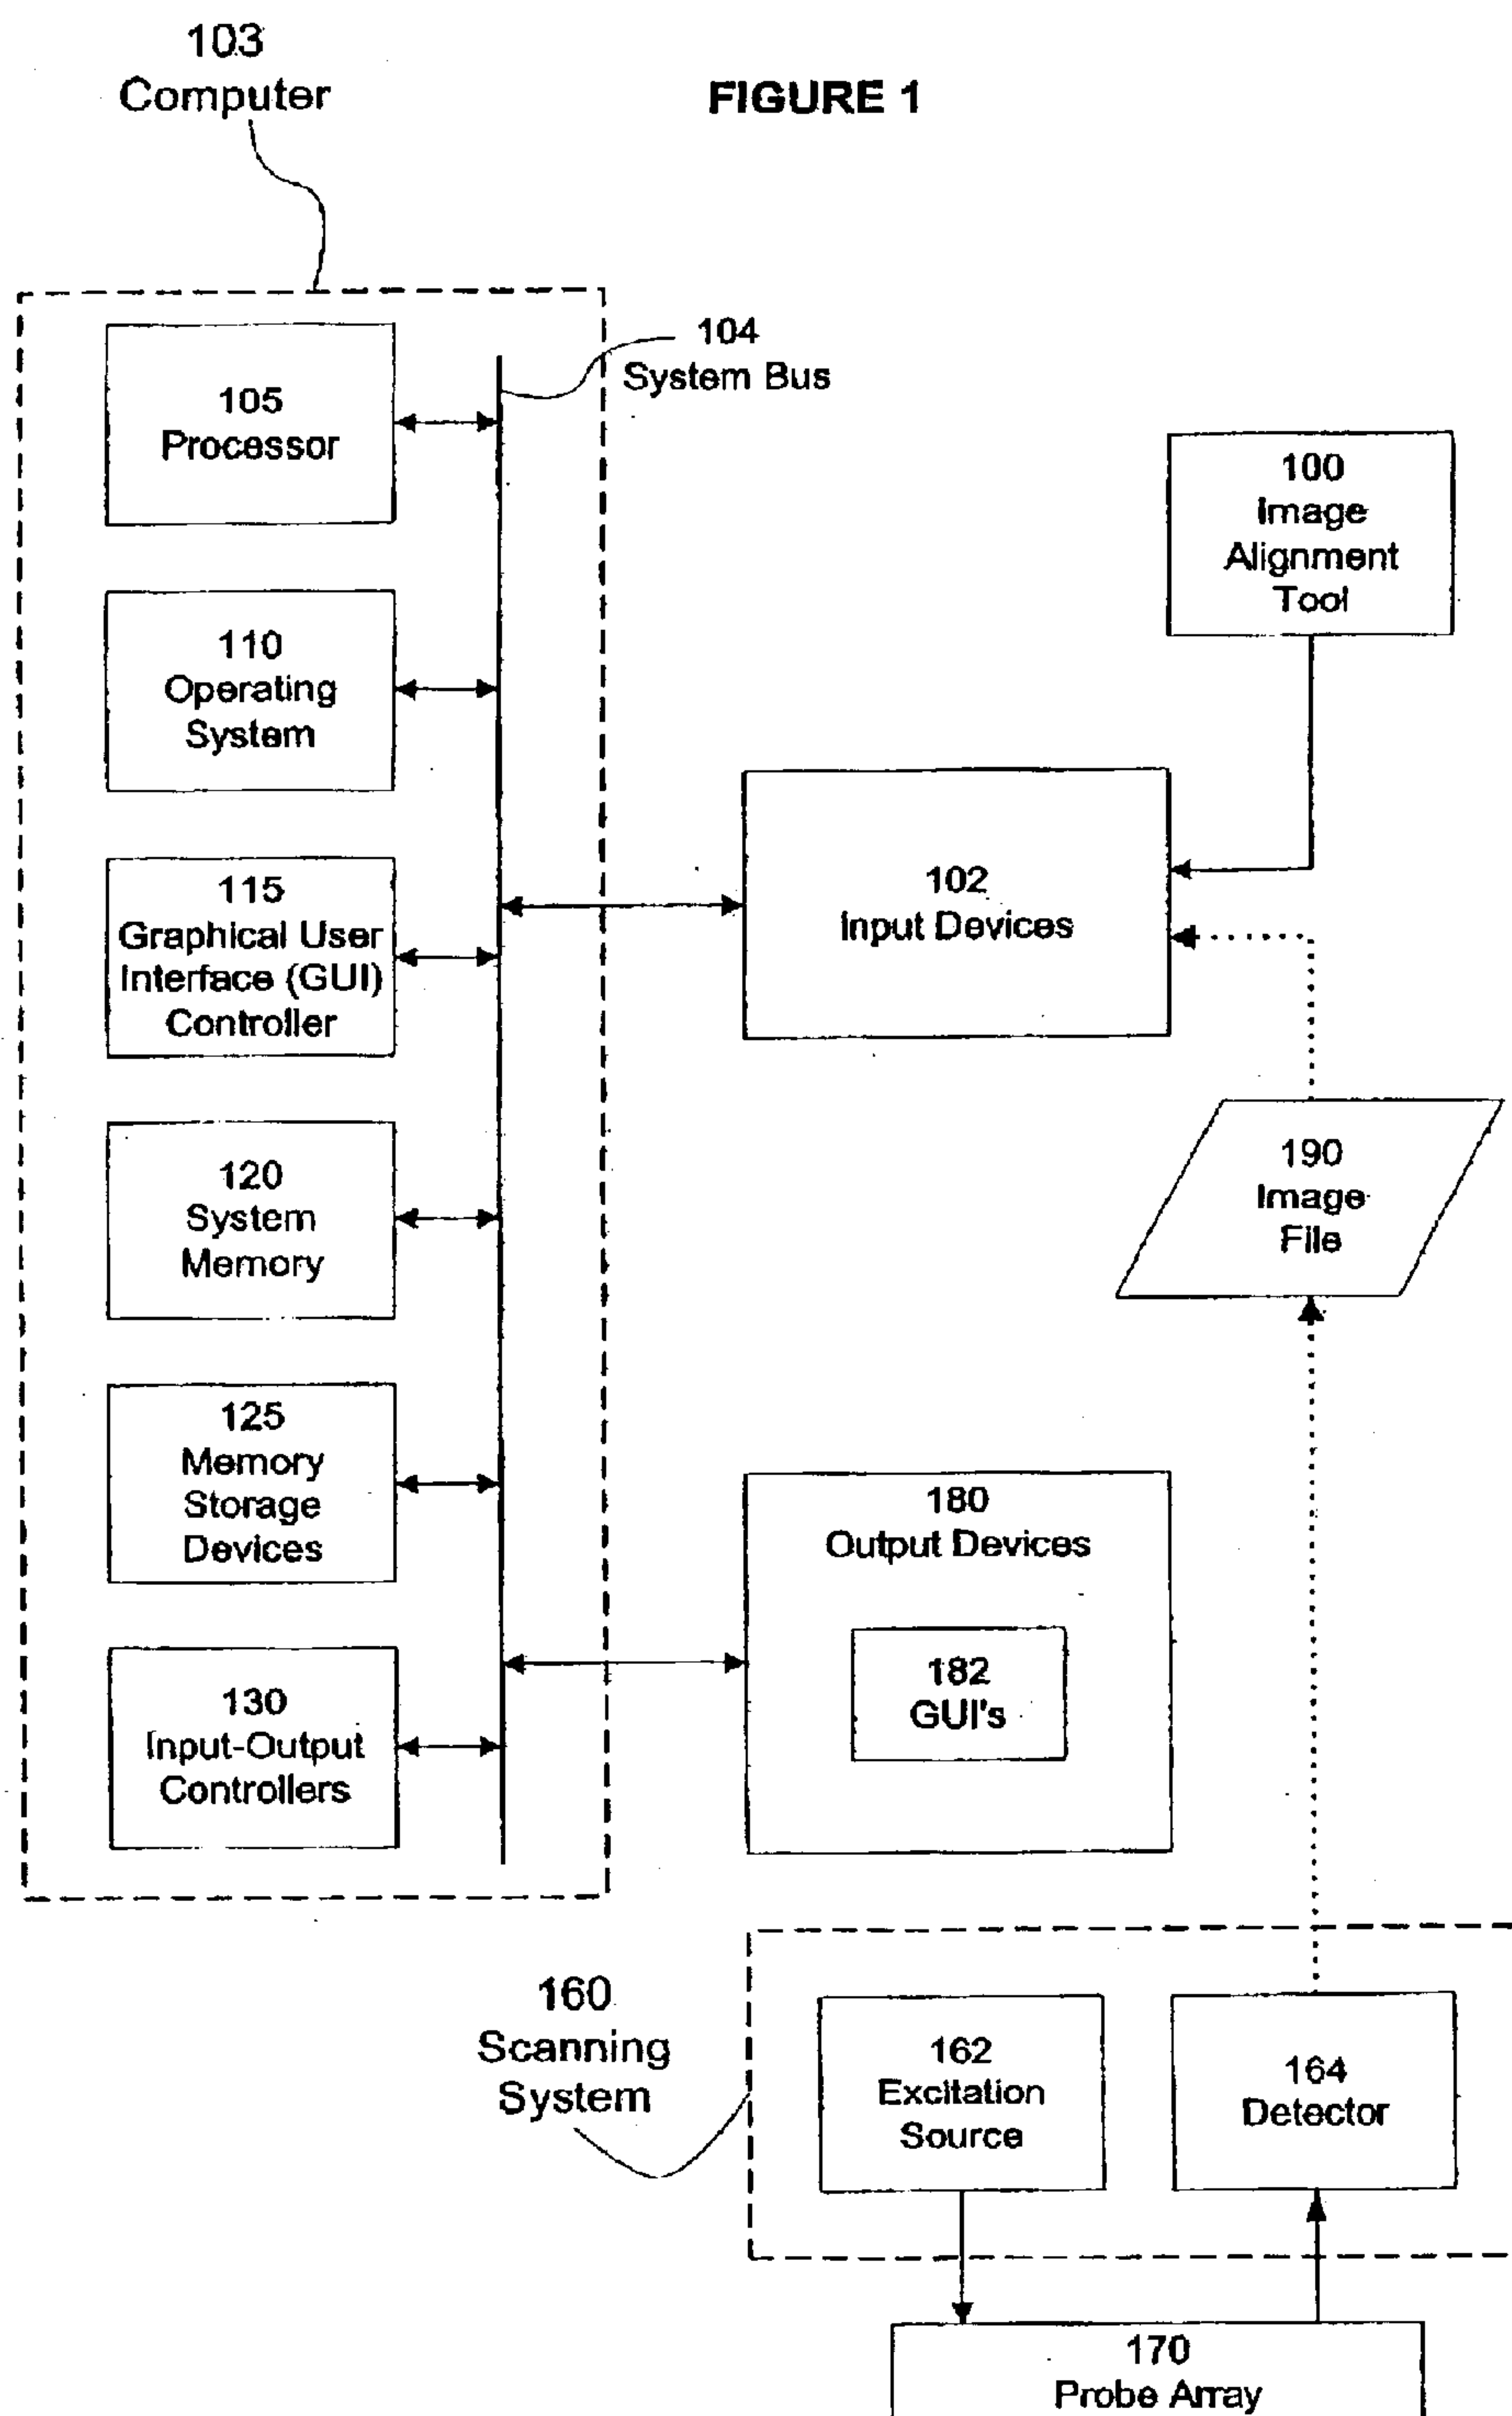 103
Computer
FIGURE 1
104
System Bus
105
Processor
100
Image
Alignment
Tool
110
Operating
System
115
Graphical User
Interface (GUI)
Controller
102
Input Devices
120
System
Memory
190
Image
File
125
Memory
Storage
Devices
180
Output Devices
182
GUI's
130
Input-Output
Controllers
160
Scanning
System
162
Excitation
Source
164
Detector
170
Probe Array